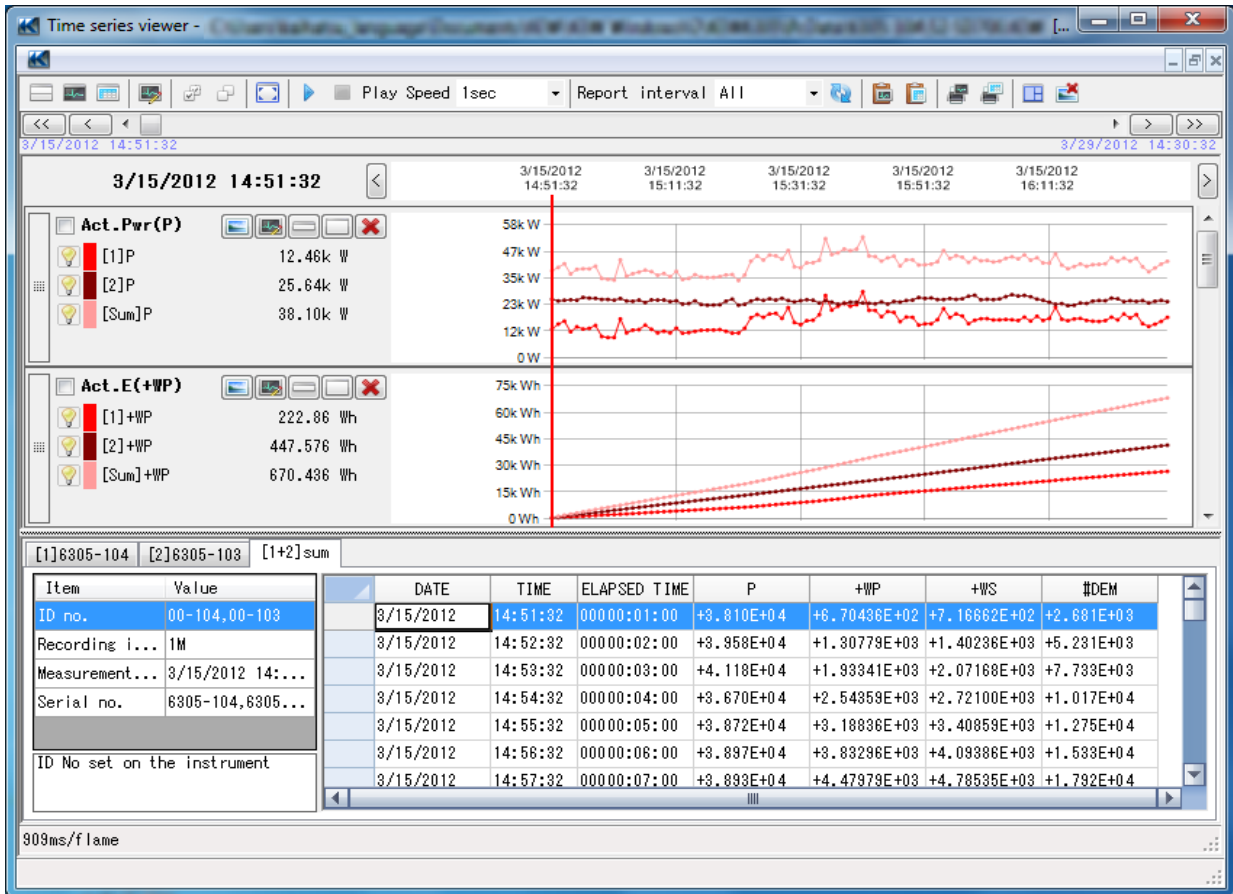 Time series viewer - [...
Play Speed 1sec Report interval All
<< < > >>
3/15/2012 14:51:32 3/29/2012 14:30:32
3/15/2012 14:51:32 < 3/15/2012 14:51:32 3/15/2012 15:11:32 3/15/2012 15:31:32 3/15/2012 15:51:32 3/15/2012 16:11:32 >
Act.Pwr(P)
[1]P 12.46k W
[2]P 25.64k W
[Sum]P 38.10k W
58k W
47k W
35k W
23k W
12k W
0 W
Act.E(+WP)
[1]+WP 222.86 Wh
[2]+WP 447.576 Wh
[Sum]+WP 670.436 Wh
75k Wh
60k Wh
45k Wh
30k Wh
15k Wh
0 Wh
[1]6305-104 [2]6305-103 [1+2]sum
Item Value
ID no. 00-104,00-103
Recording i... 1M
Measurement... 3/15/2012 14:...
Serial no. 6305-104,6305...
ID No set on the instrument
DATE TIME ELAPSED TIME P +WP +WS #DEM
3/15/2012 14:51:32 00000:01:00 +3.810E+04 +6.70436E+02 +7.16662E+02 +2.681E+03
3/15/2012 14:52:32 00000:02:00 +3.958E+04 +1.30779E+03 +1.40236E+03 +5.231E+03
3/15/2012 14:53:32 00000:03:00 +4.118E+04 +1.93341E+03 +2.07168E+03 +7.733E+03
3/15/2012 14:54:32 00000:04:00 +3.670E+04 +2.54359E+03 +2.72100E+03 +1.017E+04
3/15/2012 14:55:32 00000:05:00 +3.872E+04 +3.18836E+03 +3.40859E+03 +1.275E+04
3/15/2012 14:56:32 00000:06:00 +3.897E+04 +3.83296E+03 +4.09386E+03 +1.533E+04
3/15/2012 14:57:32 00000:07:00 +3.893E+04 +4.47979E+03 +4.78535E+03 +1.792E+04
909ms/flame